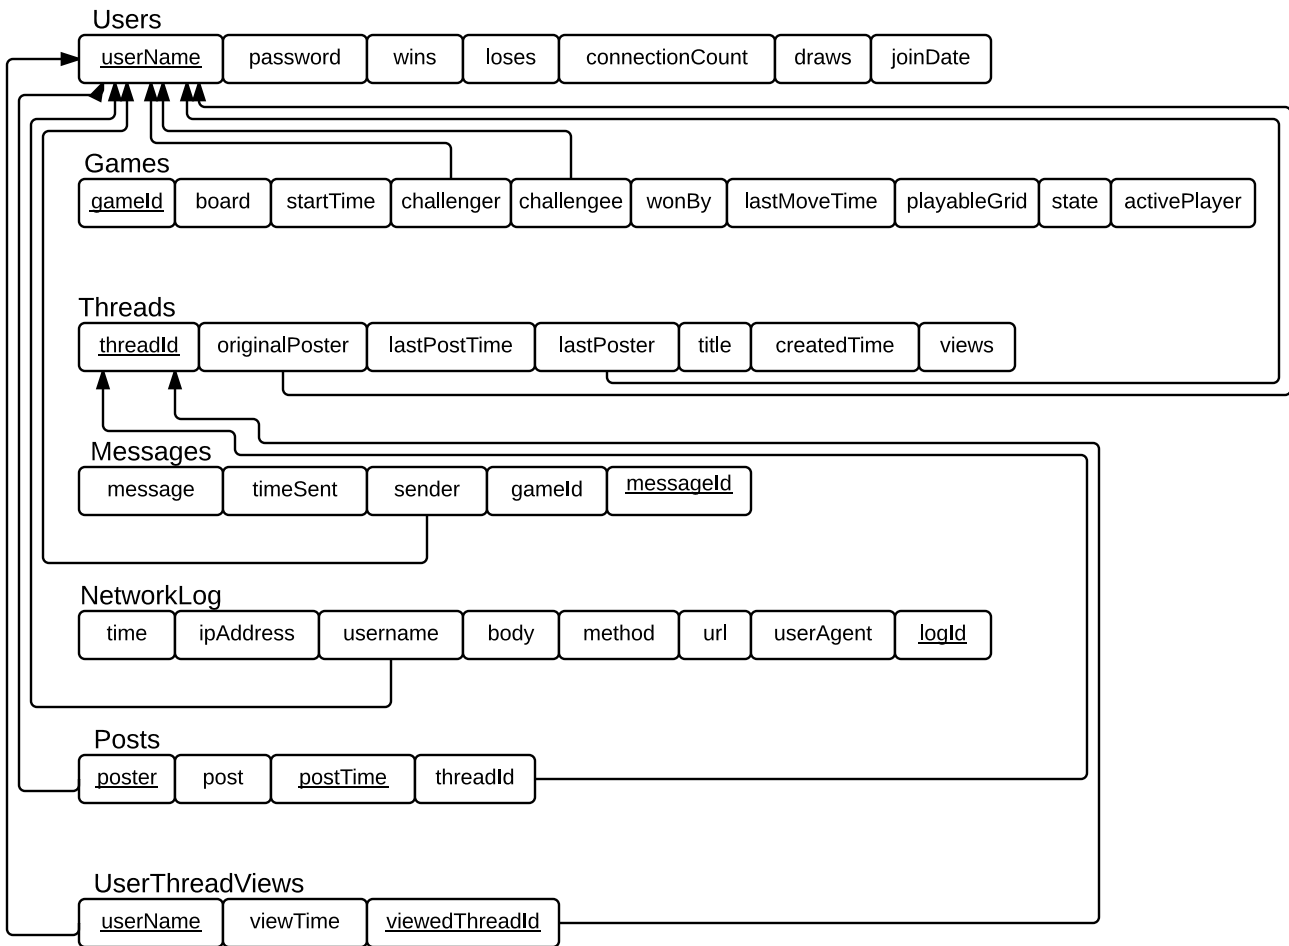 Users
userName password wins loses connectionCount draws joinDate
Games
gameId board startTime challenger challengee wonBy lastMoveTime playableGrid state activePlayer
Threads
threadId originalPoster lastPostTime lastPoster title createdTime views
Messages
message timeSent sender gameId messageId
NetworkLog
time ipAddress username body method url userAgent logId
Posts
poster post postTime threadId
UserThreadViews
userName viewTime viewedThreadId